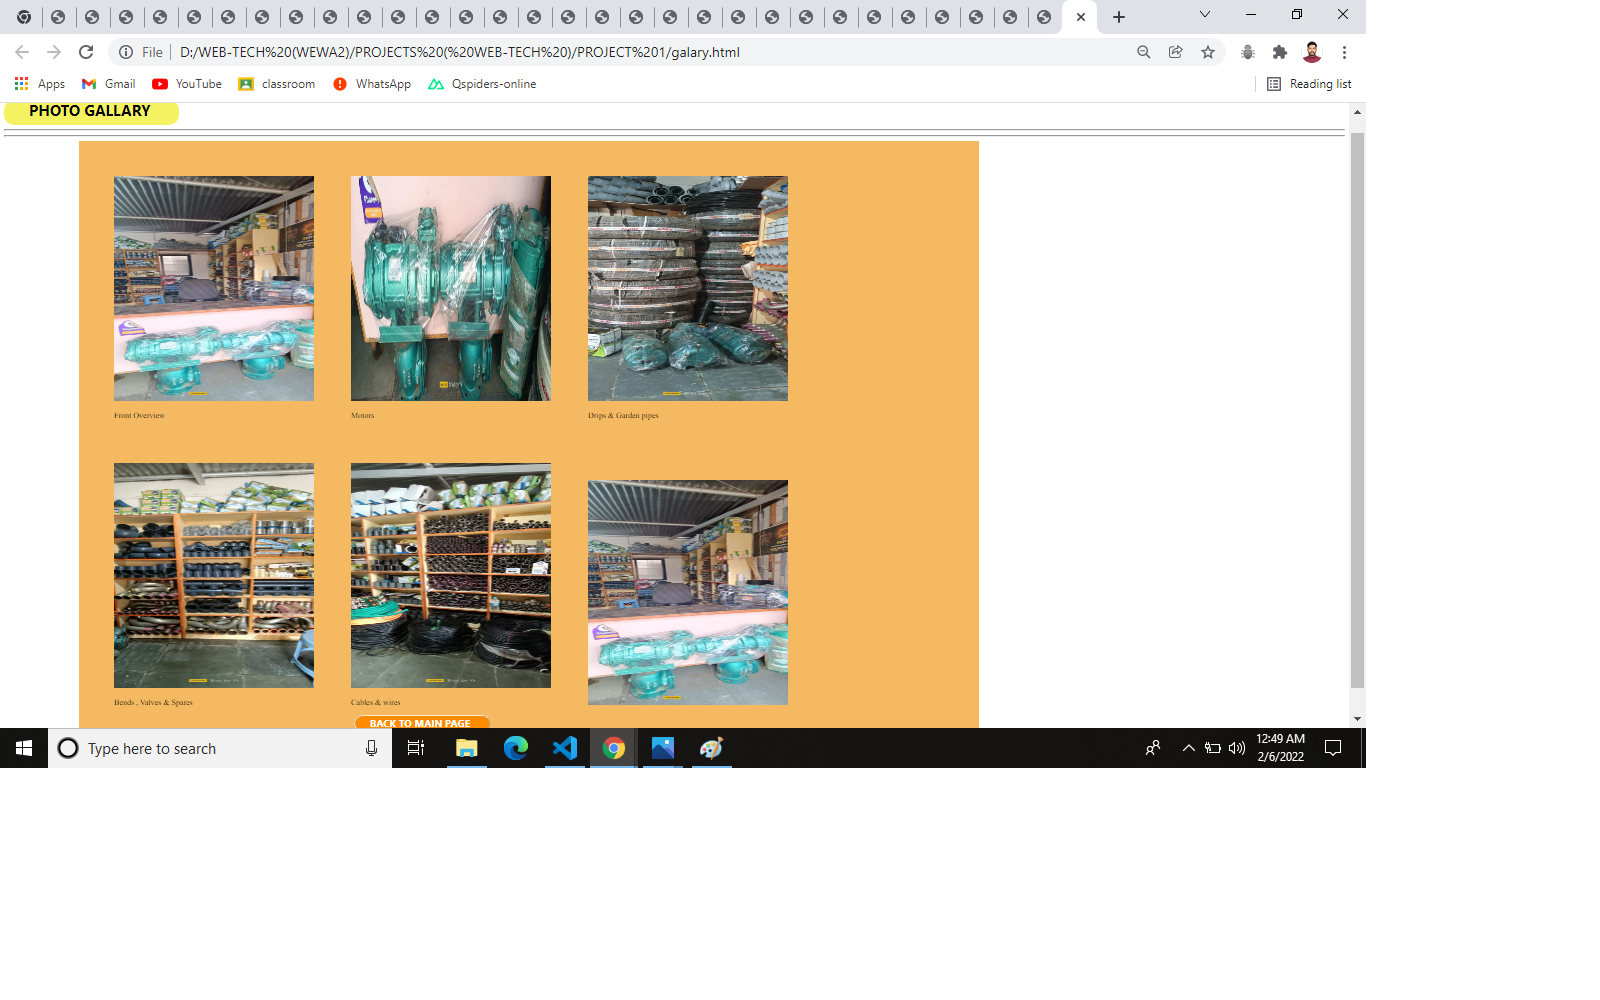 File
D:/WEB-TECH%20(WEWA2)/PROJECTS%20(%20WEB-TECH%20)/PROJECT%201/galary.html
Apps
Gmail
YouTube
classroom
WhatsApp
Qspiders-online
Reading list
PHOTO GALLARY
Front Overview
Motors
Drips & Garden pipes
Bends , Valves & Spares
Cables & wires
BACK TO MAIN PAGE
Type here to search
12:49 AM
2/6/2022